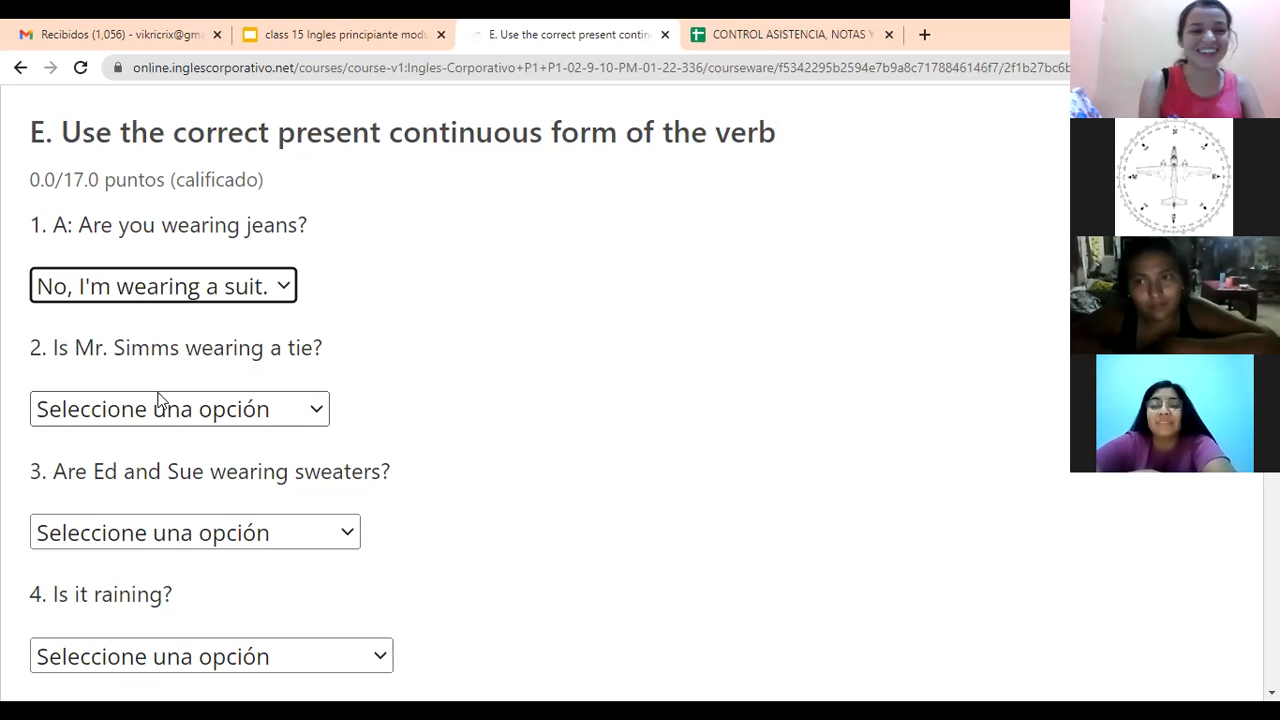 Recibidos (1,056) - vikricrix@gma
class 15 Ingles principiante modu
E. Use the correct present contin
CONTROL ASISTENCIA, NOTAS Y
online.inglescorporativo.net/courses/course-v1:Ingles-Corporativo+P1+P1-02-9-10-PM-01-22-336/courseware/f5342295b2594e7b9a8c7178846146f7/2f1b27bc6b
E. Use the correct present continuous form of the verb
0.0/17.0 puntos (calificado)
1. A: Are you wearing jeans?
No, I'm wearing a suit.
2. Is Mr. Simms wearing a tie?
Seleccione una opción
3. Are Ed and Sue wearing sweaters?
Seleccione una opción
4. Is it raining?
Seleccione una opción